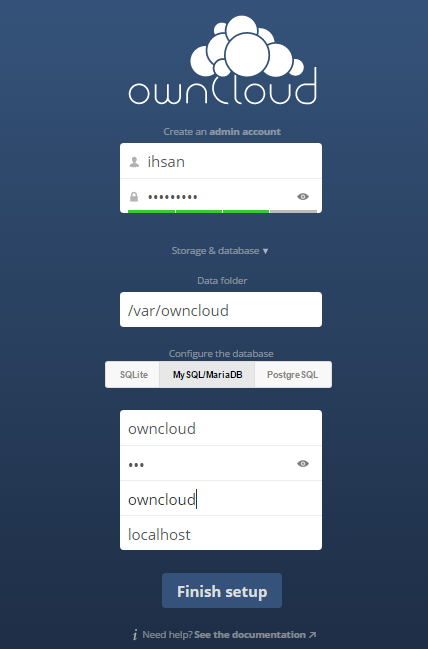 ownCloud
Create an admin account
ihsan
•••••••••
Storage & database ▾
Data folder
/var/owncloud
Configure the database
SQLite MySQL/MariaDB PostgreSQL
owncloud
•••
owncloud
localhost
Finish setup
i Need help? See the documentation ↗